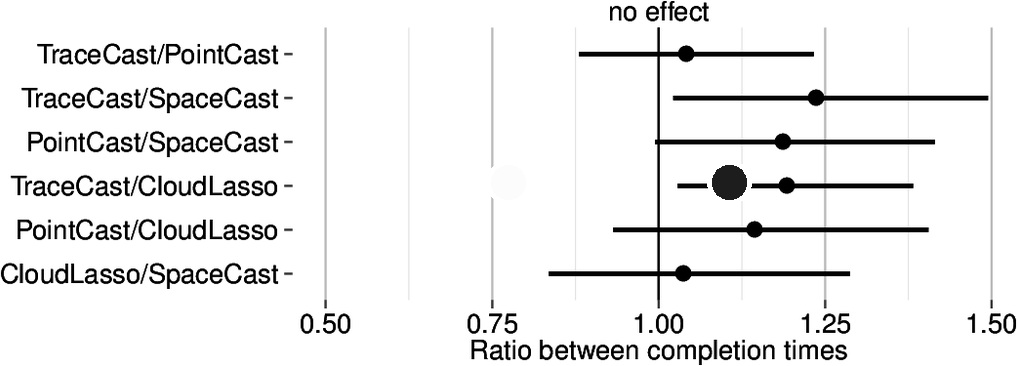 no effect
TraceCast/PointCast
TraceCast/SpaceCast
PointCast/SpaceCast
TraceCast/CloudLasso
PointCast/CloudLasso
CloudLasso/SpaceCast
0.50 0.75 1.00 1.25 1.50
Ratio between completion times